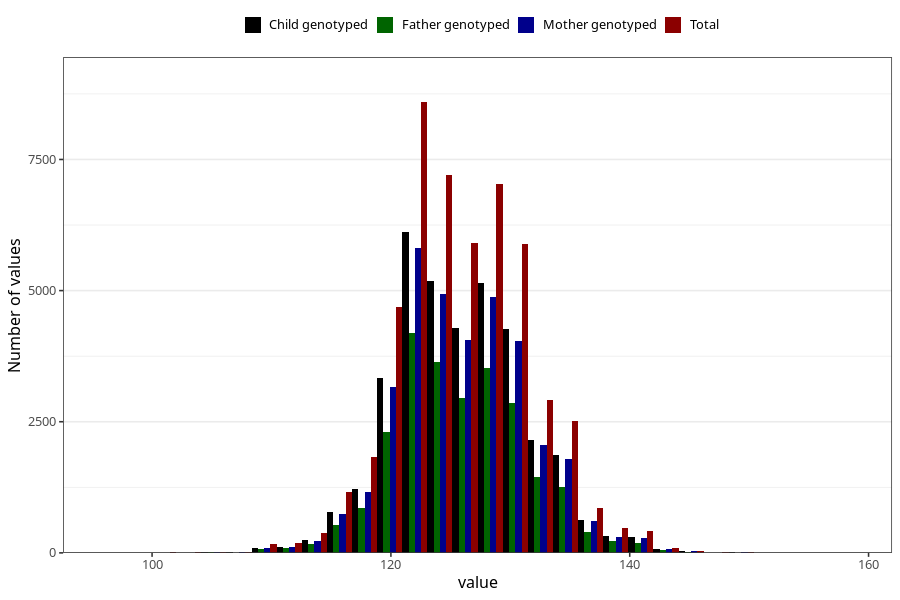 Child genotyped Father genotyped Mother genotyped Total
Number of values
7500
5000
2500
0
100 120 140 160
value